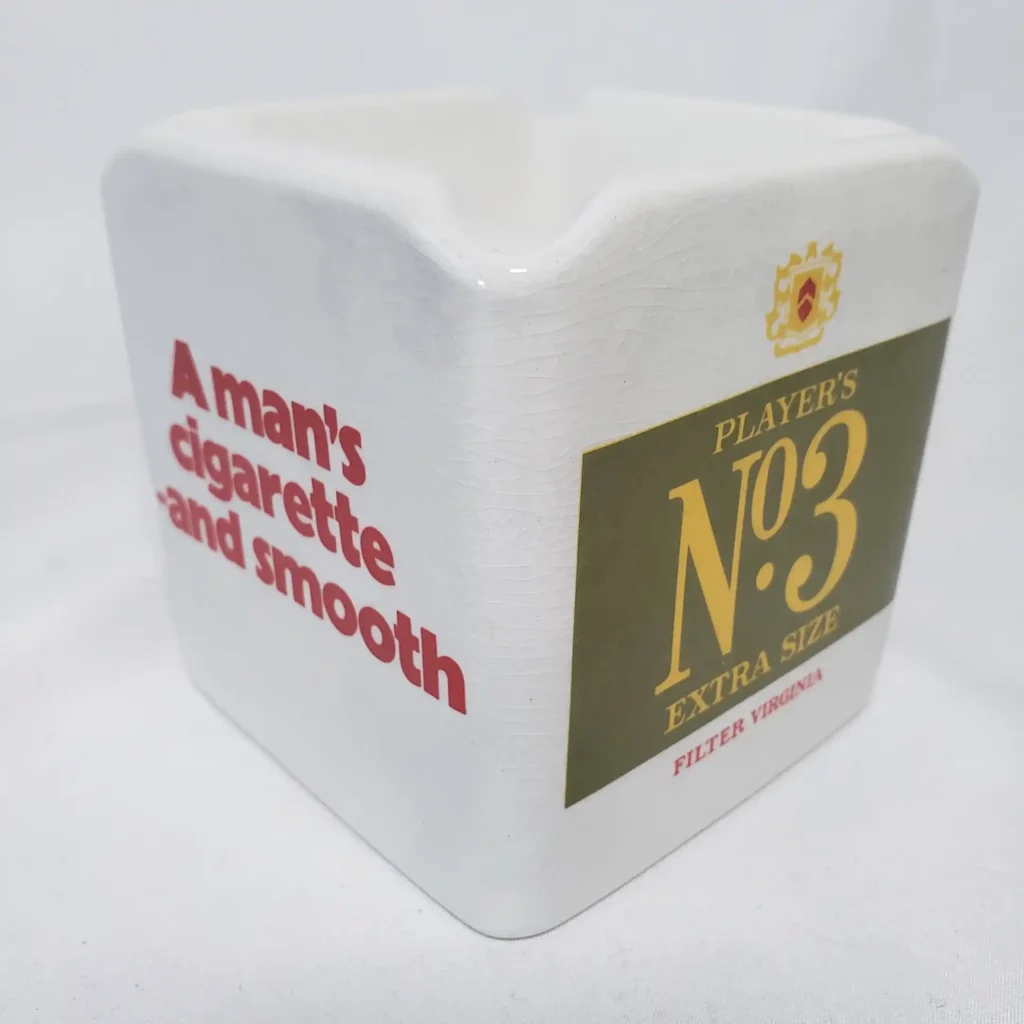 A man's
cigarette
-and smooth
PLAYER'S
No.3
EXTRA SIZE
FILTER VIRGINIA